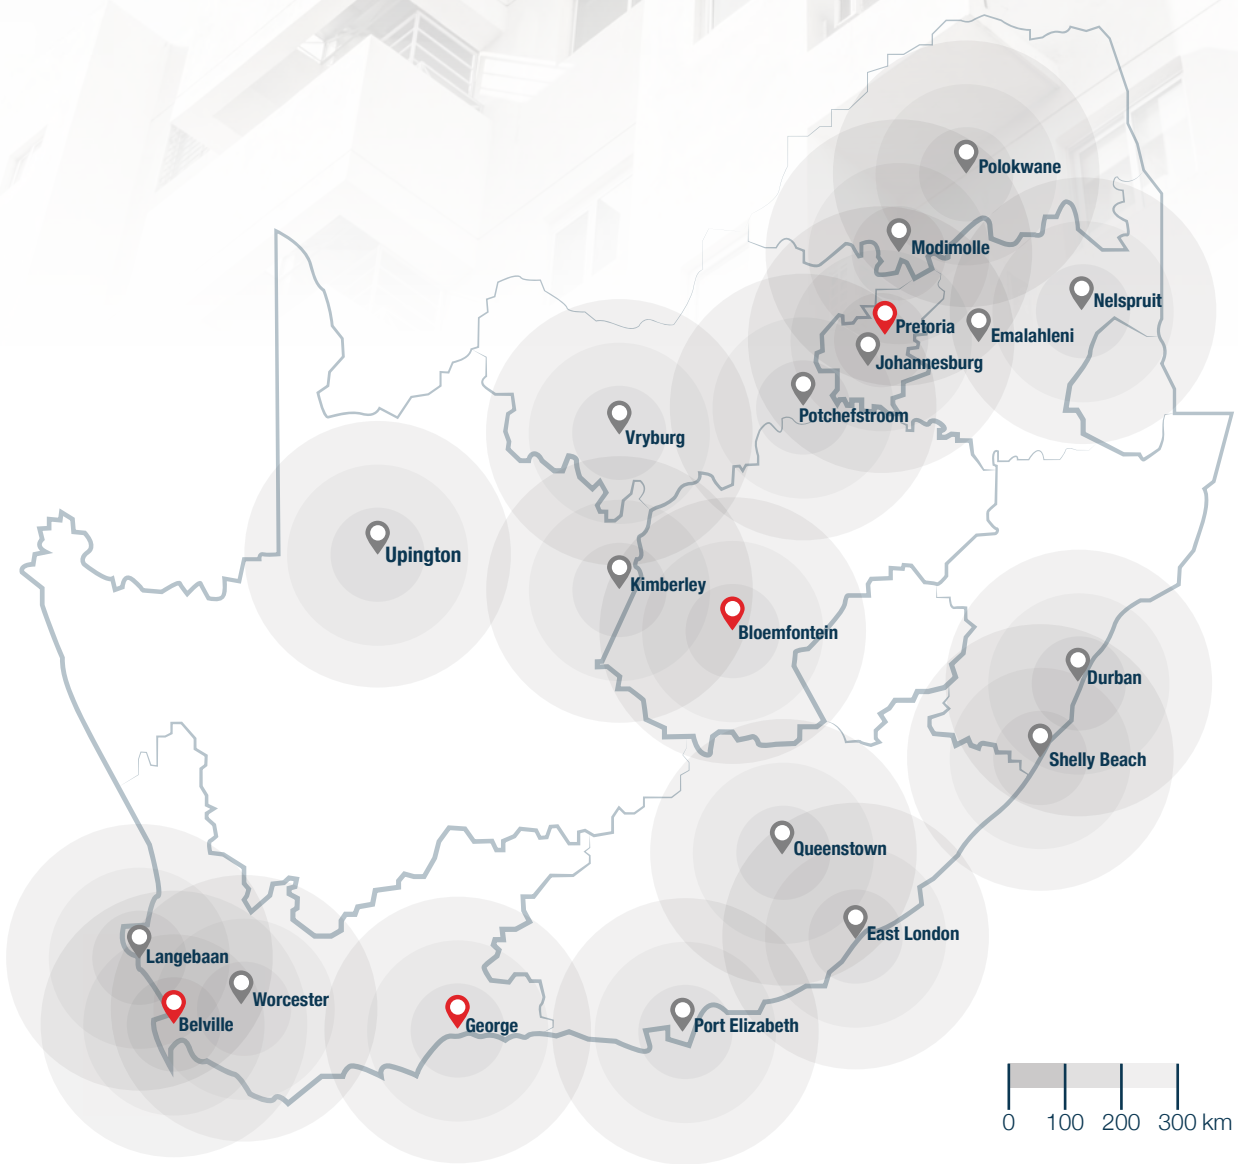 Polokwane
Modimolle
Nelspruit
Pretoria
Emalahleni
Johannesburg
Potchefstroom
Vryburg
Upington
Kimberley
Bloemfontein
Durban
Shelly Beach
Queenstown
East London
Langebaan
Worcester
Belville
George
Port Elizabeth
0 100 200 300 km